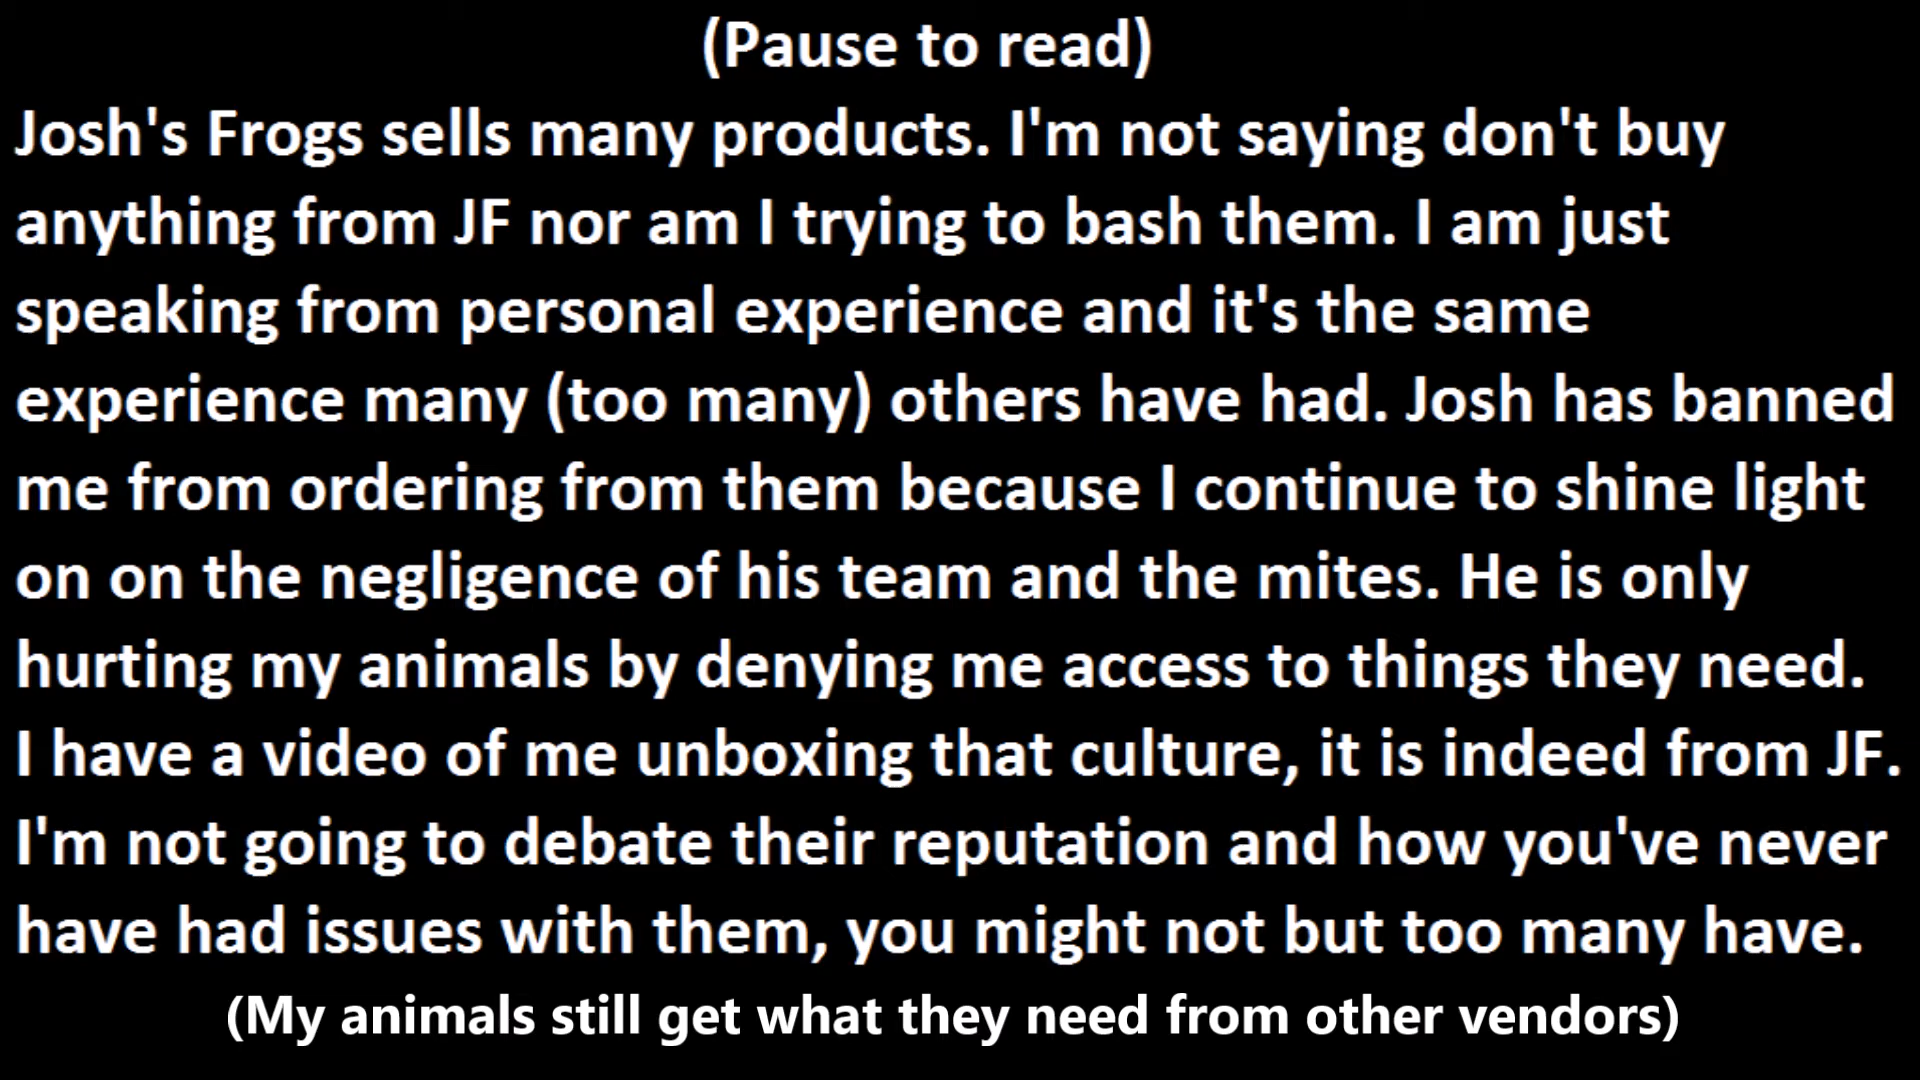 (Pause to read)
Josh's Frogs sells many products. I'm not saying don't buy
anything from JF nor am I trying to bash them. I am just
speaking from personal experience and it's the same
experience many (too many) others have had. Josh has banned
me from ordering from them because I continue to shine light
on on the negligence of his team and the mites. He is only
hurting my animals by denying me access to things they need.
I have a video of me unboxing that culture, it is indeed from JF.
I'm not going to debate their reputation and how you've never
have had issues with them, you might not but too many have.
(My animals still get what they need from other vendors)